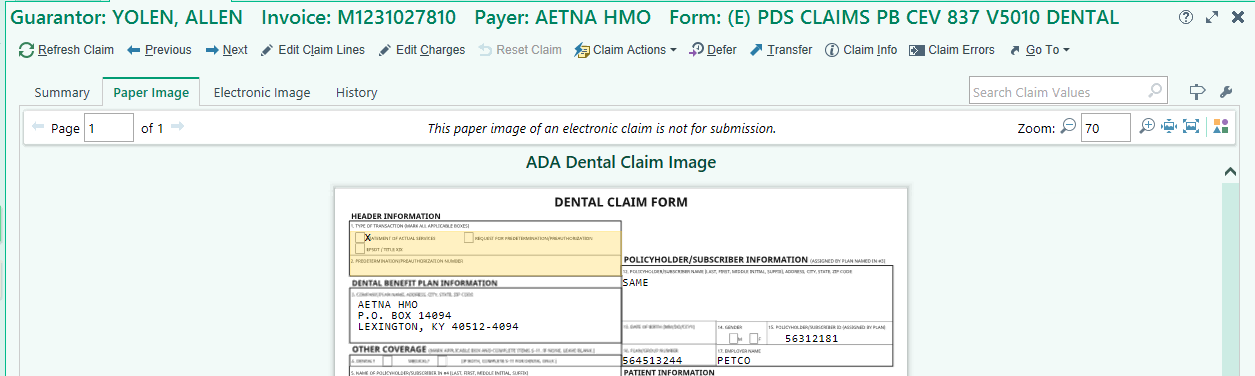 Guarantor: YOLEN, ALLEN Invoice: M1231027810 Payer: AETNA HMO Form: (E) PDS CLAIMS PB CEV 837 V5010 DENTAL
Refresh Claim Previous Next Edit Claim Lines Edit Charges Reset Claim Claim Actions Defer Transfer Claim Info Claim Errors Go To
Summary Paper Image Electronic Image History Search Claim Values
Page 1 of 1 This paper image of an electronic claim is not for submission. Zoom: 70
ADA Dental Claim Image
DENTAL CLAIM FORM
HEADER INFORMATION
1. TYPE OF TRANSACTION (MARK ALL APPLICABLE BOXES)
X STATEMENT OF ACTUAL SERVICES REQUEST FOR PREDETERMINATION/PREAUTHORIZATION
EPSDT / TITLE XIX
2. PREDETERMINATION/PREAUTHORIZATION NUMBER
POLICYHOLDER/SUBSCRIBER INFORMATION (ASSIGNED BY PLAN NAMED IN #3)
12. POLICYHOLDER/SUBSCRIBER NAME (LAST, FIRST, MIDDLE INITIAL, SUFFIX), ADDRESS, CITY, STATE, ZIP CODE
SAME
DENTAL BENEFIT PLAN INFORMATION
3. COMPANY/PLAN NAME, ADDRESS, CITY, STATE, ZIP CODE
AETNA HMO
P.O. BOX 14094
LEXINGTON, KY 40512-4094
13. DATE OF BIRTH (MM/DD/CCYY) 14. GENDER 15. POLICYHOLDER/SUBSCRIBER ID (ASSIGNED BY PLAN)
M F 56312181
OTHER COVERAGE (MARK APPLICABLE BOX AND COMPLETE ITEMS 5-11. IF NONE, LEAVE BLANK.)
16. PLAN/GROUP NUMBER 17. EMPLOYER NAME
564513244 PETCO
4. DENTAL? MEDICAL? (IF BOTH, COMPLETE 5-11 FOR DENTAL ONLY.)
5. NAME OF POLICYHOLDER/SUBSCRIBER IN #4 (LAST, FIRST, MIDDLE INITIAL, SUFFIX)
PATIENT INFORMATION